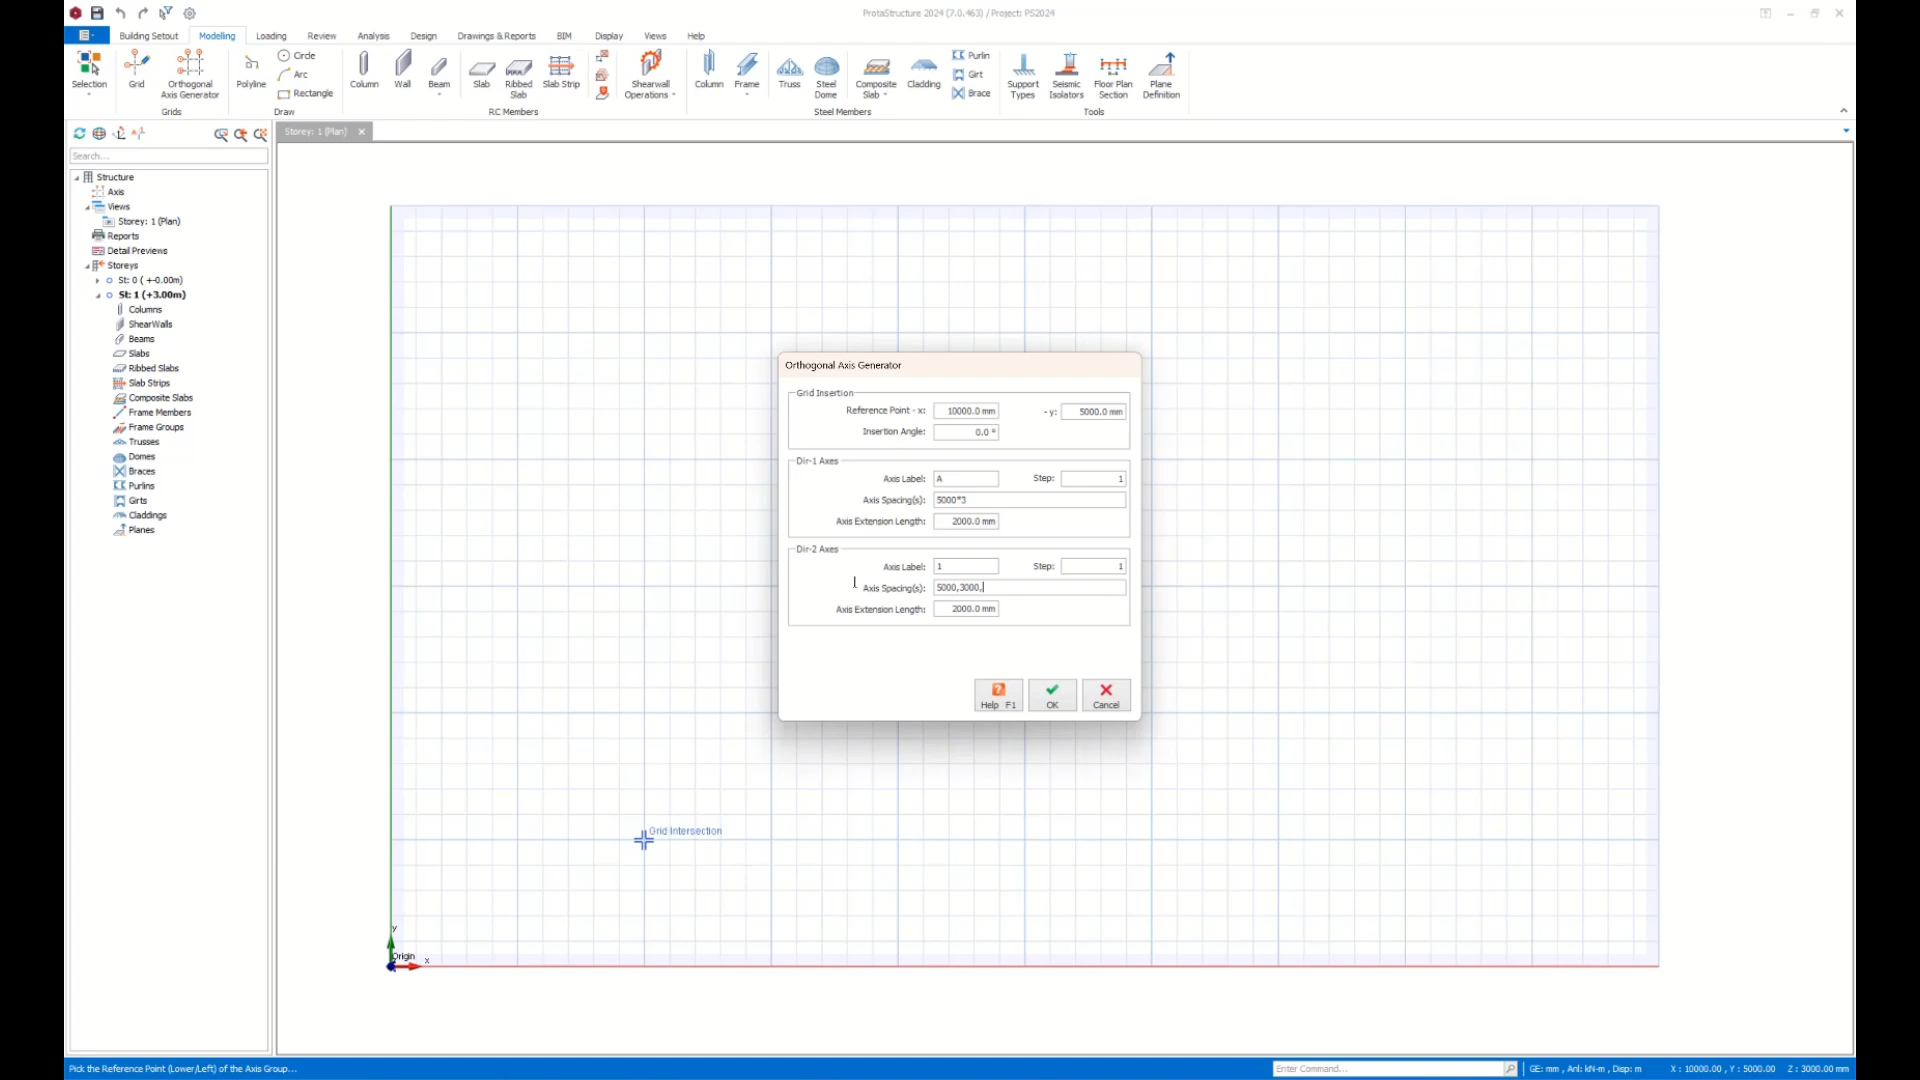 ProtaStructure 2024 (7.0.463) / Project: PS2024
Building Setout Modeling Loading Review Analysis Design Drawings & Reports BIM Display Views Help
Selection
Grid
Orthogonal
Axis Generator
Grids
Polyline
Circle
Arc
Rectangle
Draw
Column
Wall
Beam
Slab
Ribbed
Slab
Slab Strip
Shearwall
Operations
RC Members
Column
Frame
Truss
Steel
Dome
Composite
Slab
Cladding
Purlin
Girt
Brace
Steel Members
Support
Types
Seismic
Isolators
Floor Plan
Section
Plane
Definition
Tools
Storey: 1 (Plan)
Search...
Structure
Axis
Views
Storey: 1 (Plan)
Reports
Detail Previews
Storeys
St: 0 ( +-0.00m)
St: 1 (+3.00m)
Columns
ShearWalls
Beams
Slabs
Ribbed Slabs
Slab Strips
Composite Slabs
Frame Members
Frame Groups
Trusses
Domes
Braces
Purlins
Girts
Claddings
Planes
Orthogonal Axis Generator
Grid Insertion
Reference Point - x: 10000.0 mm - y: 5000.0 mm
Insertion Angle: 0.0 °
Dir-1 Axes
Axis Label: A Step: 1
Axis Spacing(s): 5000*3
Axis Extension Length: 2000.0 mm
Dir-2 Axes
Axis Label: 1 Step: 1
Axis Spacing(s): 5000,3000,
Axis Extension Length: 2000.0 mm
Help F1
OK
Cancel
Grid Intersection
y
Origin
x
Pick the Reference Point (Lower/Left) of the Axis Group...
Enter Command...
GE: mm , Anl: kN-m , Disp: m
X : 10000.00 , Y : 5000.00 Z : 3000.00 mm